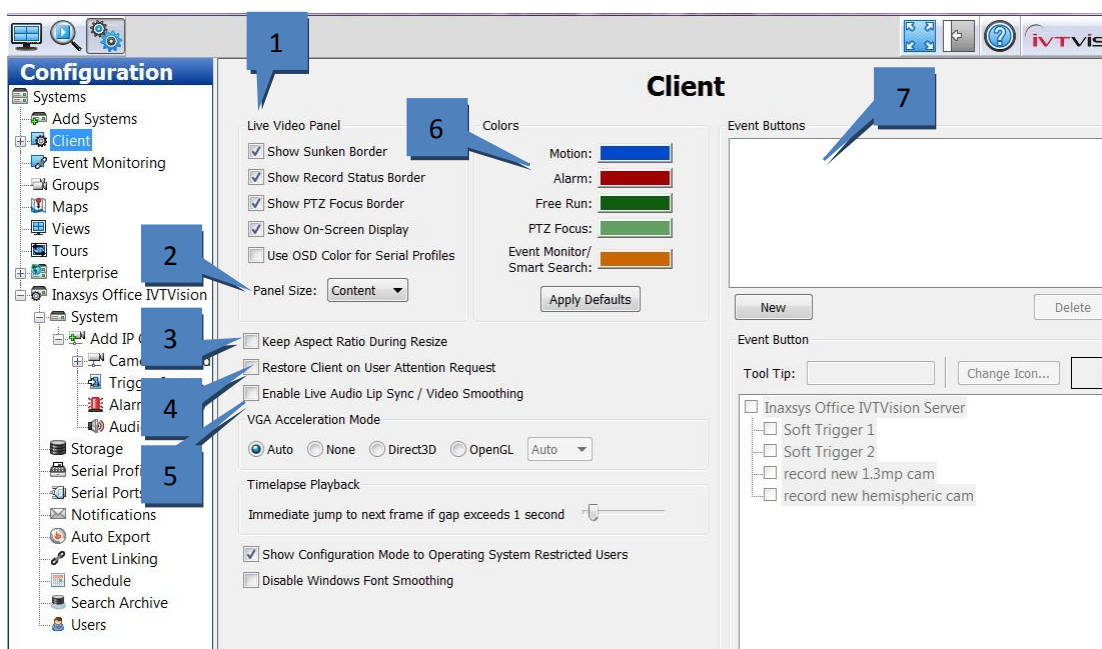 1
ivtvis
Configuration
Client
7
Systems
Add Systems
Client
Event Monitoring
Groups
Maps
Views
Tours
Enterprise
Inaxsys Office IVTVision
System
Add IP
Trigg
Alar
Audi
Storage
Serial Profi
Serial Ports
Notifications
Auto Export
Event Linking
Schedule
Search Archive
Users
2
3
4
5
Live Video Panel
Show Sunken Border
Show Record Status Border
Show PTZ Focus Border
Show On-Screen Display
Use OSD Color for Serial Profiles
Panel Size: Content
6
Colors
Motion:
Alarm:
Free Run:
PTZ Focus:
Event Monitor/
Smart Search:
Apply Defaults
Keep Aspect Ratio During Resize
Restore Client on User Attention Request
Enable Live Audio Lip Sync / Video Smoothing
VGA Acceleration Mode
Auto None Direct3D OpenGL Auto
Timelapse Playback
Immediate jump to next frame if gap exceeds 1 second
Show Configuration Mode to Operating System Restricted Users
Disable Windows Font Smoothing
Event Buttons
New Delete
Event Button
Tool Tip: Change Icon...
Inaxsys Office IVTVision Server
Soft Trigger 1
Soft Trigger 2
record new 1.3mp cam
record new hemispheric cam